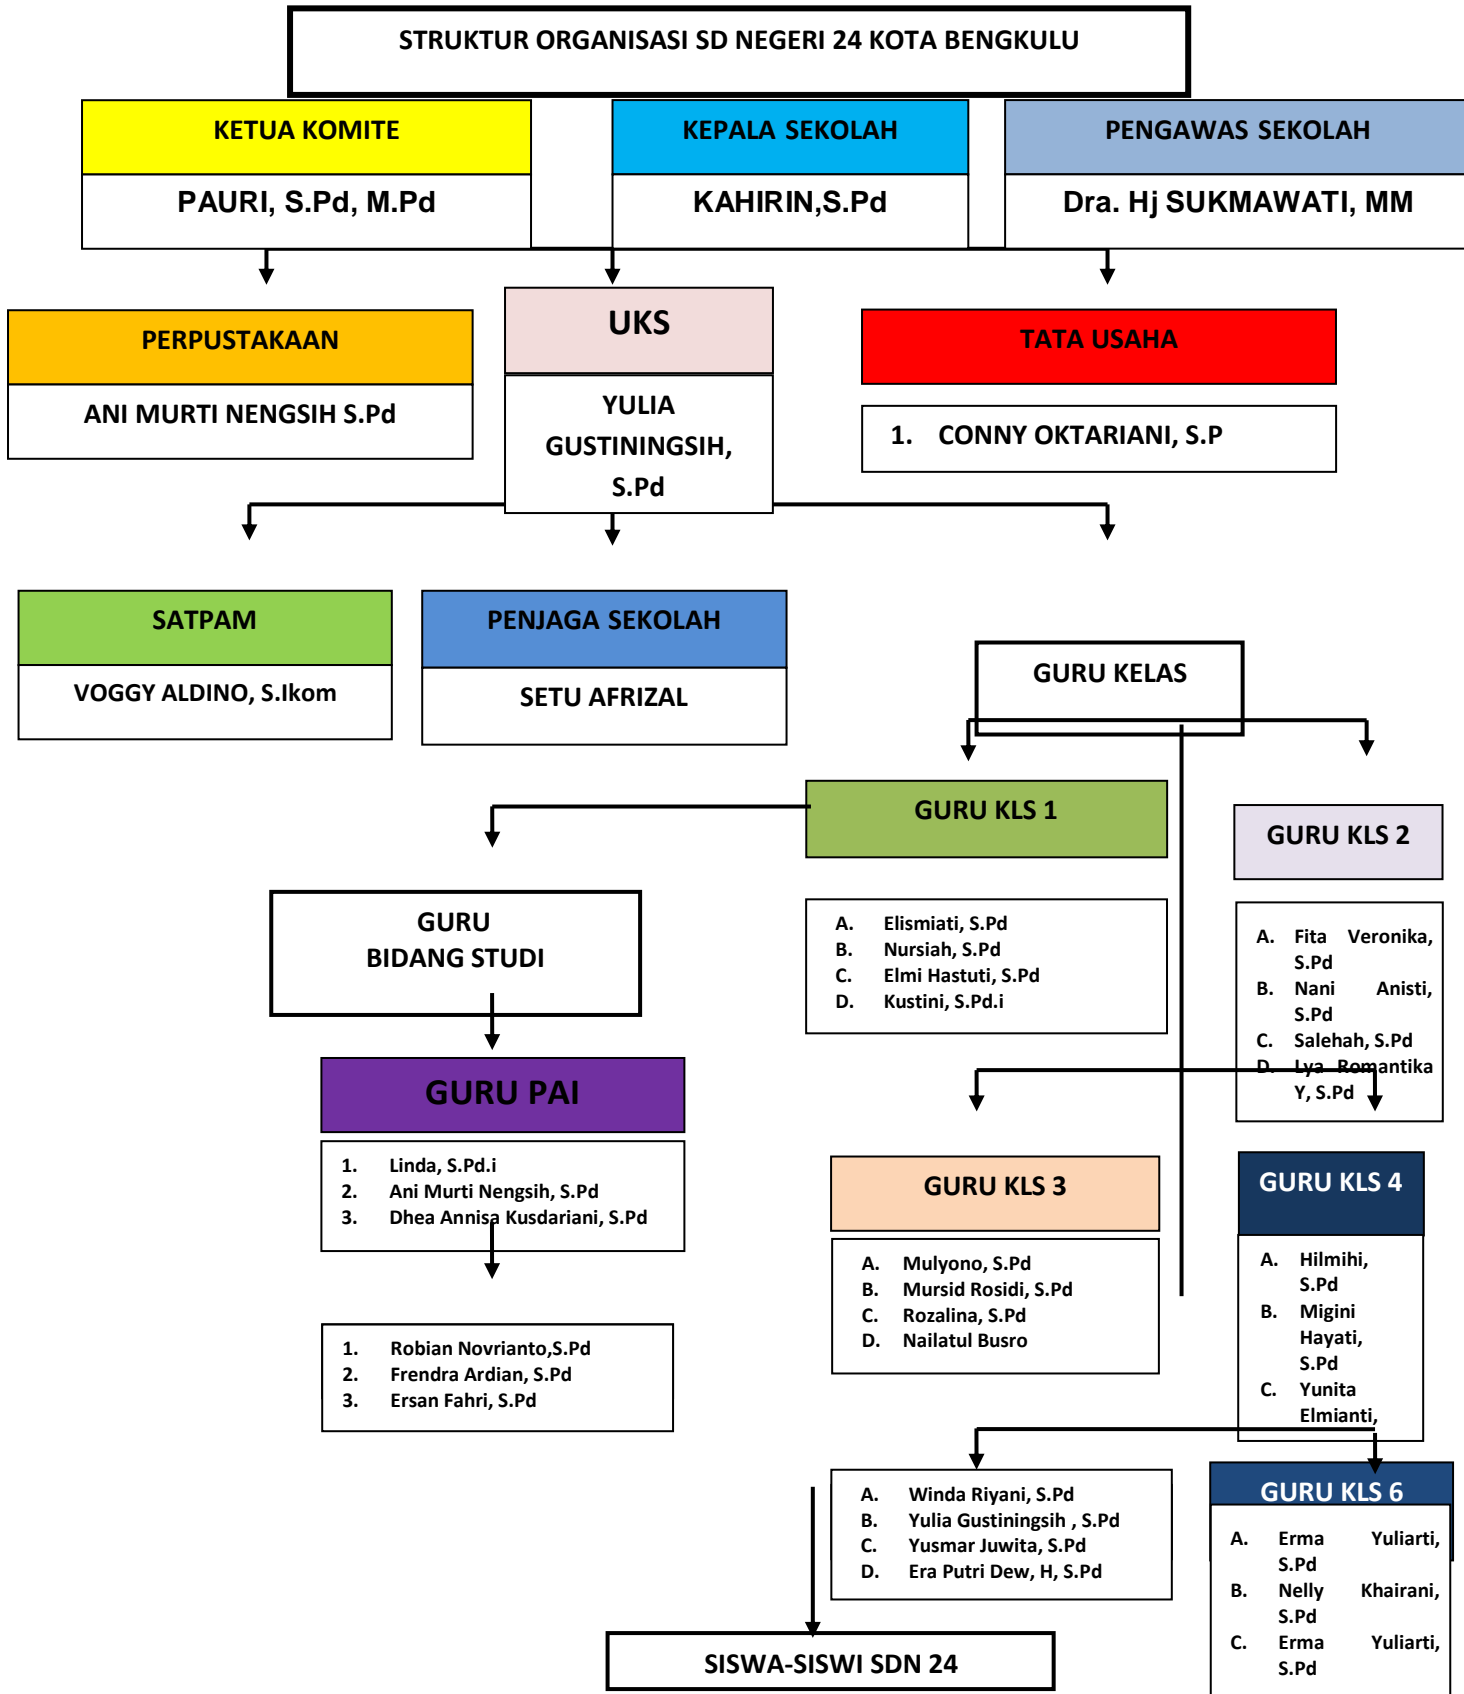 STRUKTUR ORGANISASI SD NEGERI 24 KOTA BENGKULU
KETUA KOMITE
PAURI, S.Pd, M.Pd
KEPALA SEKOLAH
KAHIRIN,S.Pd
PENGAWAS SEKOLAH
Dra. Hj SUKMAWATI, MM
PERPUSTAKAAN
ANI MURTI NENGSIH S.Pd
UKS
YULIA
GUSTININGSIH,
S.Pd
TATA USAHA
1. CONNY OKTARIANI, S.P
SATPAM
VOGGY ALDINO, S.Ikom
PENJAGA SEKOLAH
SETU AFRIZAL
GURU KELAS
GURU KLS 1
A. Elismiati, S.Pd
B. Nursiah, S.Pd
C. Elmi Hastuti, S.Pd
D. Kustini, S.Pd.i
GURU KLS 2
A. Fita Veronika,
S.Pd
B. Nani Anisti,
S.Pd
C. Salehah, S.Pd
D. Lya Romantika
Y, S.Pd
GURU
BIDANG STUDI
GURU PAI
1. Linda, S.Pd.i
2. Ani Murti Nengsih, S.Pd
3. Dhea Annisa Kusdariani, S.Pd
1. Robian Novrianto,S.Pd
2. Frendra Ardian, S.Pd
3. Ersan Fahri, S.Pd
GURU KLS 3
A. Mulyono, S.Pd
B. Mursid Rosidi, S.Pd
C. Rozalina, S.Pd
D. Nailatul Busro
GURU KLS 4
A. Hilmihi,
S.Pd
B. Migini
Hayati,
S.Pd
C. Yunita
Elmianti,
A. Winda Riyani, S.Pd
B. Yulia Gustiningsih , S.Pd
C. Yusmar Juwita, S.Pd
D. Era Putri Dew, H, S.Pd
GURU KLS 6
A. Erma Yuliarti,
S.Pd
B. Nelly Khairani,
S.Pd
C. Erma Yuliarti,
S.Pd
SISWA-SISWI SDN 24